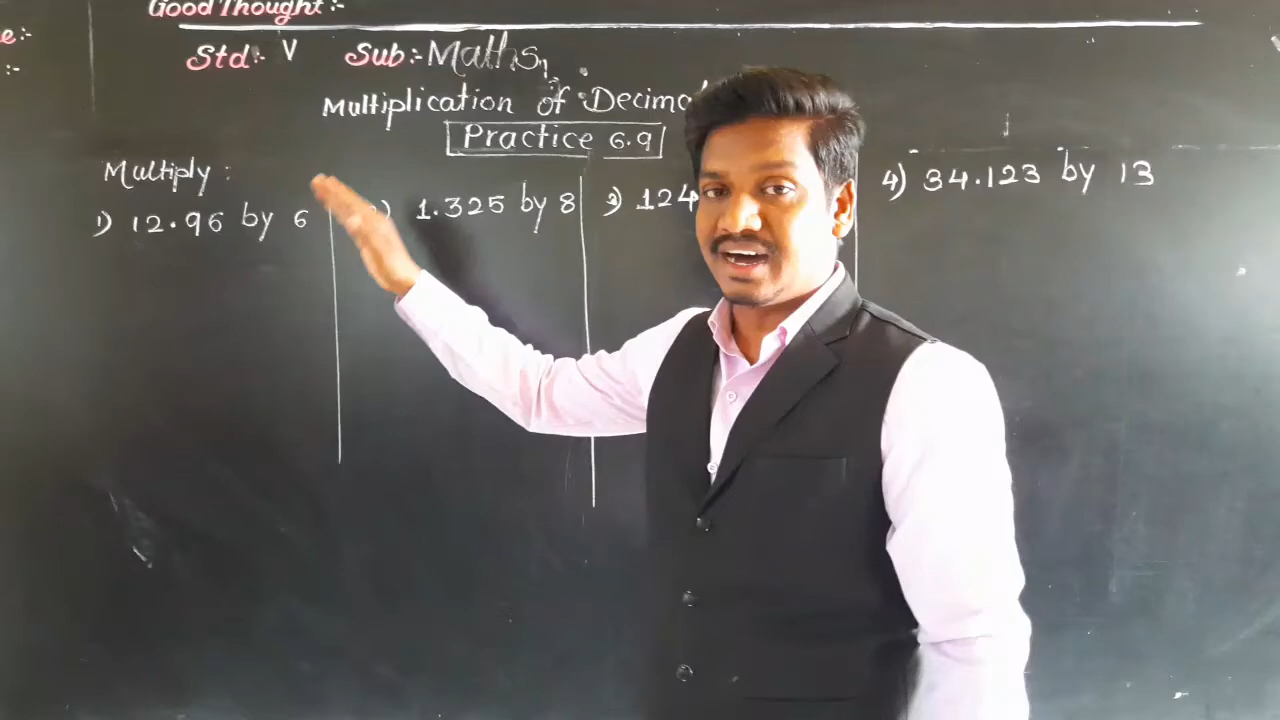 Good Thought:-
e:-
:-
Std:- V Sub:- Maths
Multiplication of Decima
Practice 6.9
Multiply:
1) 12.96 by 6
1.325 by 8
3) 124
4) 34.123 by 13